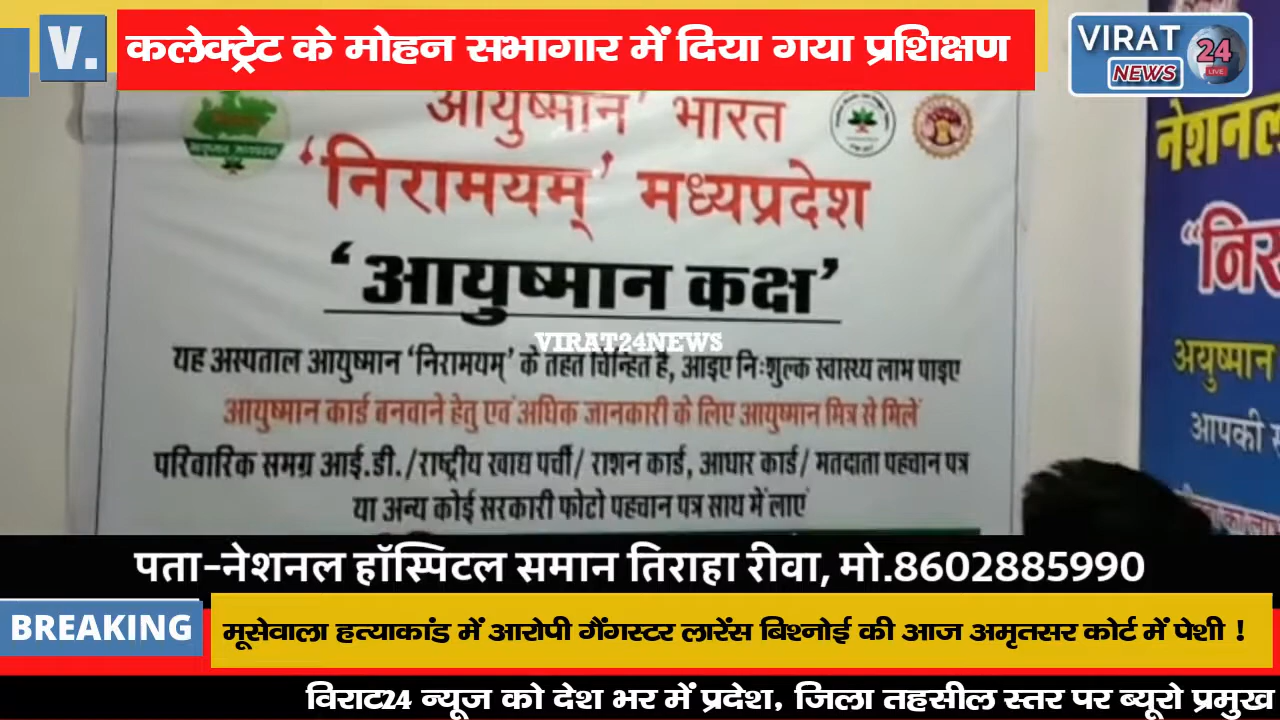 V.
कलेक्ट्रेट के मोहन सभागार में दिया गया प्रशिक्षण
VIRAT
24
LIVE
NEWS
आयुष्मान' भारत
'निरामयम्' मध्यप्रदेश
'आयुष्मान कक्ष'
VIRAT24NEWS
यह अस्पताल आयुष्मान 'निरामयम्' के तहत चिन्हित है, आइए निःशुल्क स्वास्थ्य लाभ पाइए
आयुष्मान कार्ड बनवाने हेतु एवं अधिक जानकारी के लिए आयुष्मान मित्र से मिलें
परिवारिक समग्र आई.डी./राष्ट्रीय खाद्य पर्ची/ राशन कार्ड, आधार कार्ड/ मतदाता पहचान पत्र
या अन्य कोई सरकारी फोटो पहचान पत्र साथ में लाएं
नेशनल
"निर
अयुष्मान
आपकी
पता-नेशनल हॉस्पिटल समान तिराहा रीवा, मो.8602885990
BREAKING
मूसेवाला हत्याकांड में आरोपी गैंगस्टर लारेंस बिश्नोई की आज अमृतसर कोर्ट में पेशी !
विराट24 न्यूज को देश भर में प्रदेश, जिला तहसील स्तर पर ब्यूरो प्रमुख